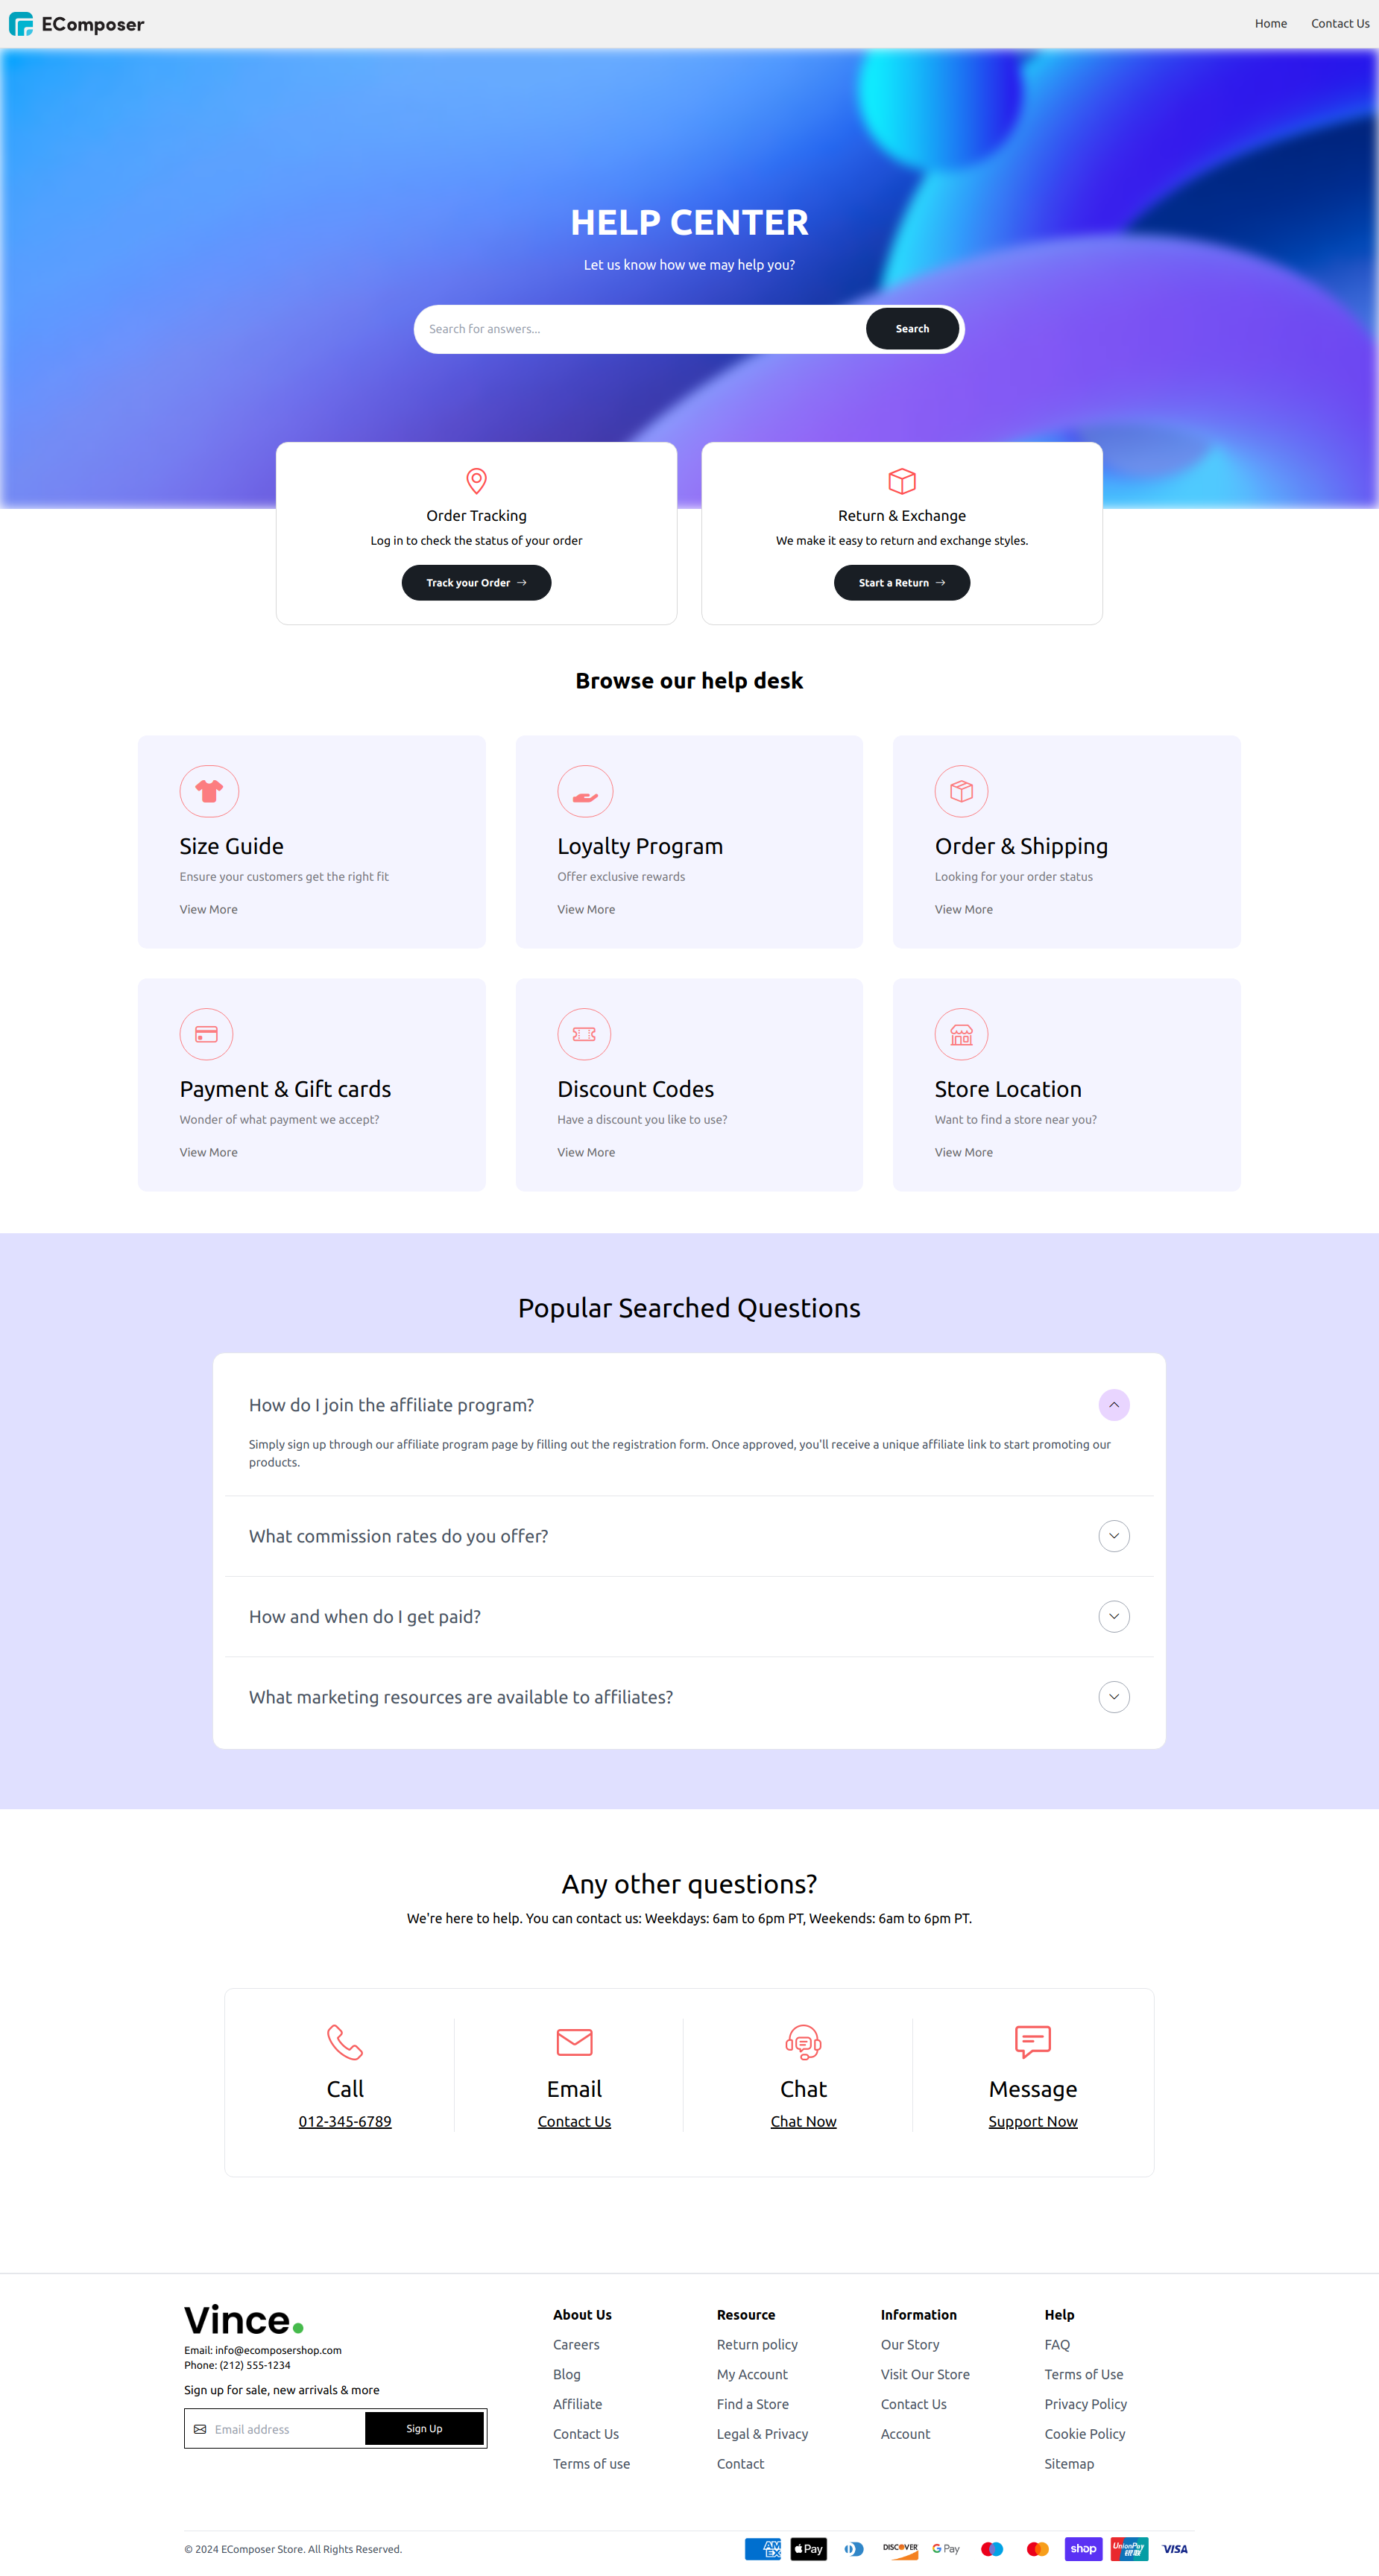 EComposer
Home
Contact Us
HELP CENTER
Let us know how we may help you?
Search for answers...
Search
Order Tracking
Log in to check the status of your order
Track your Order
Return & Exchange
We make it easy to return and exchange styles.
Start a Return
Browse our help desk
Size Guide
Ensure your customers get the right fit
View More
Loyalty Program
Offer exclusive rewards
View More
Order & Shipping
Looking for your order status
View More
Payment & Gift cards
Wonder of what payment we accept?
View More
Discount Codes
Have a discount you like to use?
View More
Store Location
Want to find a store near you?
View More
Popular Searched Questions
How do I join the affiliate program?
Simply sign up through our affiliate program page by filling out the registration form. Once approved, you'll receive a unique affiliate link to start promoting our
products.
What commission rates do you offer?
How and when do I get paid?
What marketing resources are available to affiliates?
Any other questions?
We're here to help. You can contact us: Weekdays: 6am to 6pm PT, Weekends: 6am to 6pm PT.
Call
012-345-6789
Email
Contact Us
Chat
Chat Now
Message
Support Now
Vince.
Email: info@ecomposershop.com
Phone: (212) 555-1234
Sign up for sale, new arrivals & more
Email address
Sign Up
About Us
Careers
Blog
Affiliate
Contact Us
Terms of use
Resource
Return policy
My Account
Find a Store
Legal & Privacy
Contact
Information
Our Story
Visit Our Store
Contact Us
Account
Help
FAQ
Terms of Use
Privacy Policy
Cookie Policy
Sitemap
© 2024 EComposer Store. All Rights Reserved.
AMEX
Pay
DISCOVER
G Pay
shop
UnionPay
银联
VISA